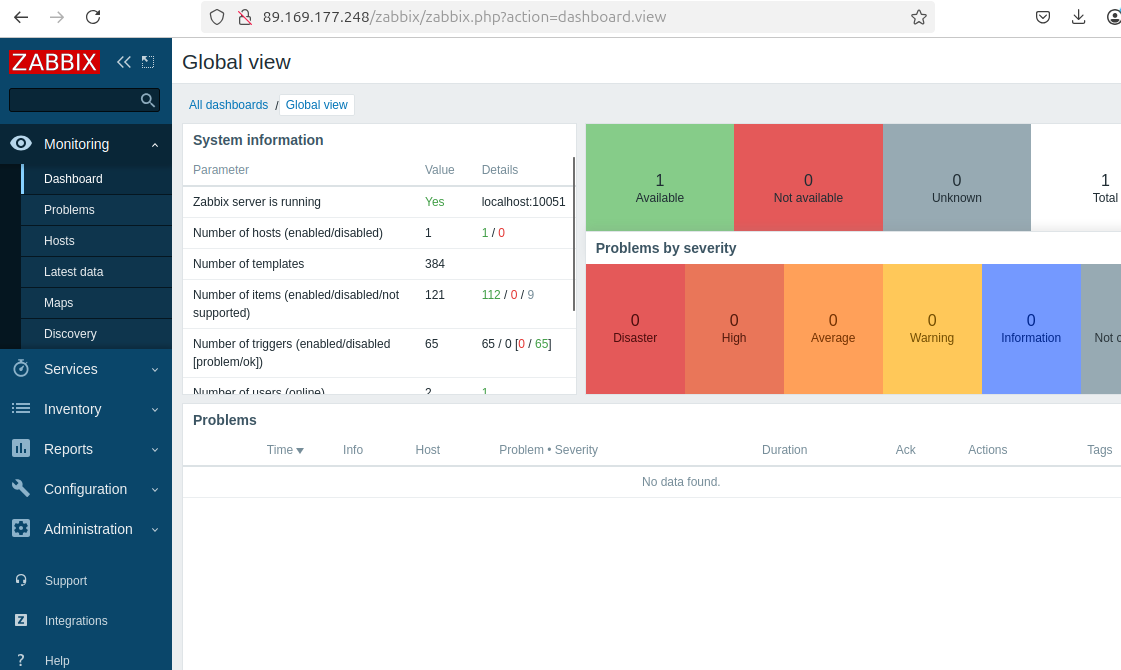 89.169.177.248/zabbix/zabbix.php?action=dashboard.view
ZABBIX
Global view
All dashboards / Global view
Monitoring
Dashboard
Problems
Hosts
Latest data
Maps
Discovery
Services
Inventory
Reports
Configuration
Administration
Support
Z Integrations
? Help
System information
Parameter Value Details
Zabbix server is running Yes localhost:10051
Number of hosts (enabled/disabled) 1 1 / 0
Number of templates 384
Number of items (enabled/disabled/not supported) 121 112 / 0 / 9
Number of triggers (enabled/disabled [problem/ok]) 65 65 / 0 [0 / 65]
Number of users (online) 2 1
1 Available
0 Not available
0 Unknown
1 Total
Problems by severity
0 Disaster
0 High
0 Average
0 Warning
0 Information
Not c
Problems
Time Info Host Problem • Severity Duration Ack Actions Tags
No data found.